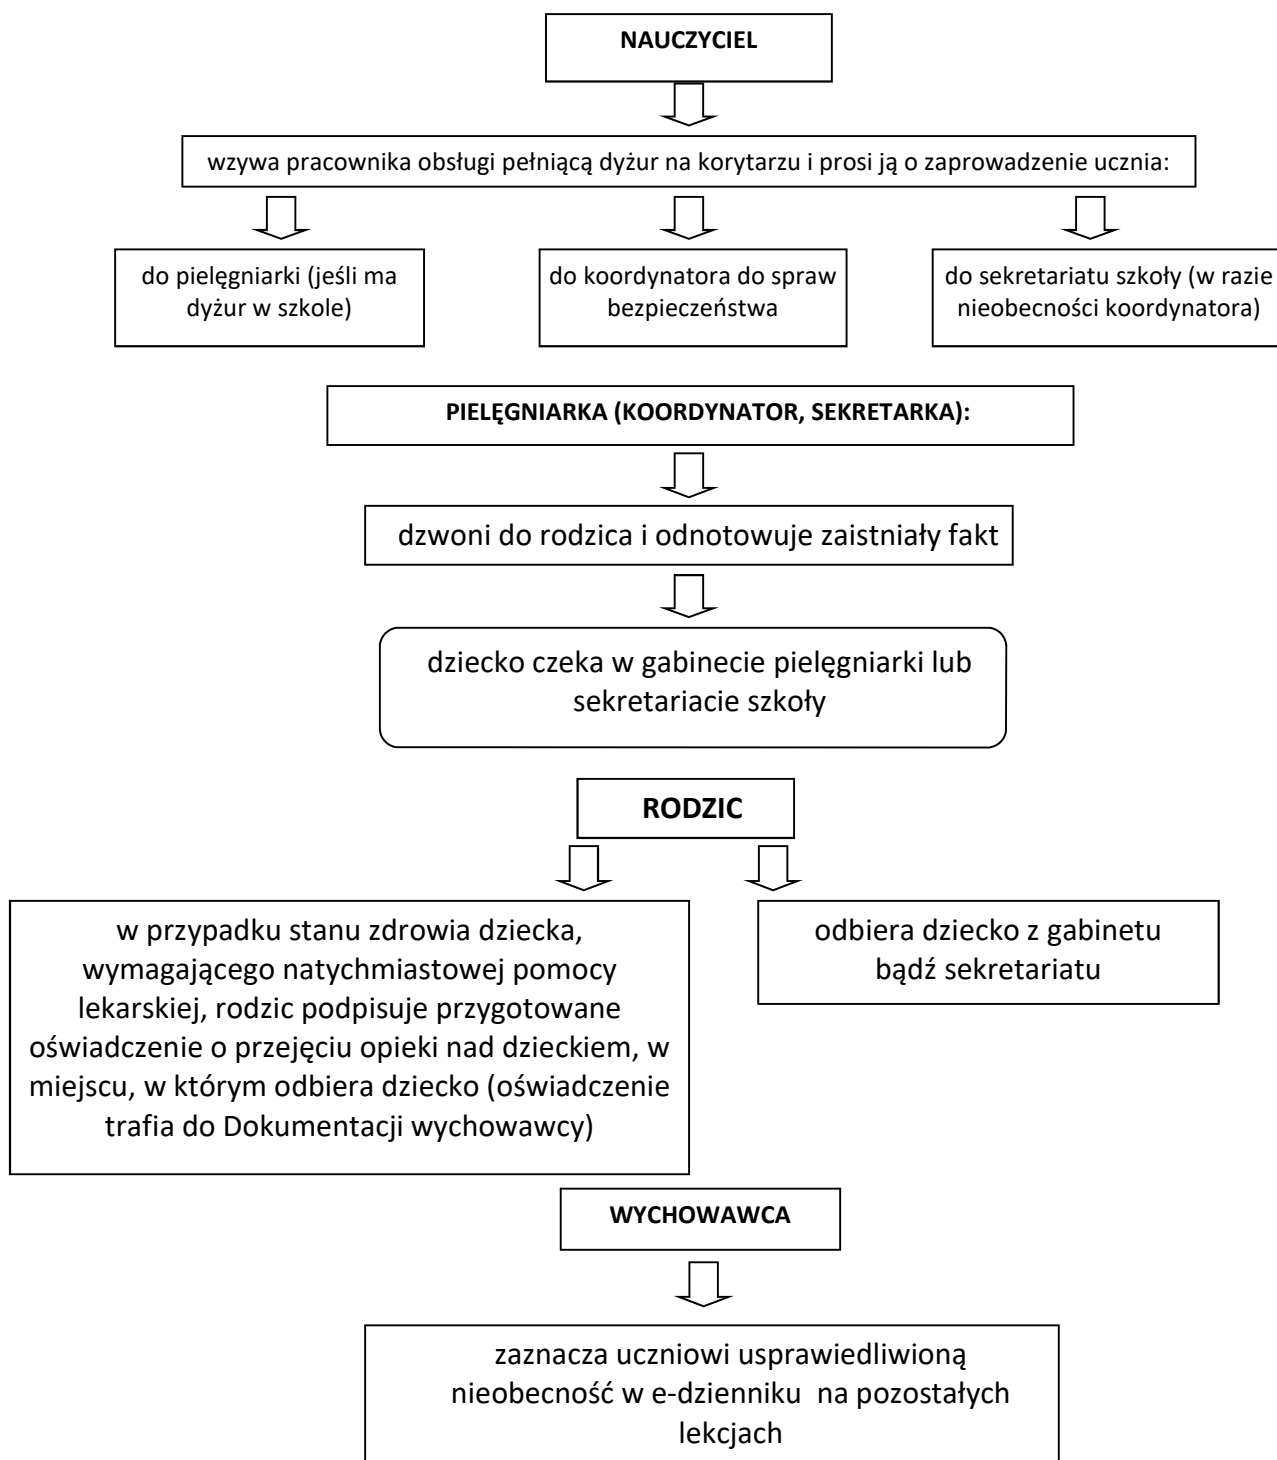 NAUCZYCIEL
wzywa pracownika obsługi pełniącą dyżur na korytarzu i prosi ją o zaprowadzenie ucznia:
do pielęgniarki (jeśli ma
dyżur w szkole)
do koordynatora do spraw
bezpieczeństwa
do sekretariatu szkoły (w razie
nieobecności koordynatora)
PIELĘGNIARKA (KOORDYNATOR, SEKRETARKA):
dzwoni do rodzica i odnotowuje zaistniały fakt
dziecko czeka w gabinecie pielęgniarki lub
sekretariacie szkoły
RODZIC
w przypadku stanu zdrowia dziecka,
wymagającego natychmiastowej pomocy
lekarskiej, rodzic podpisuje przygotowane
oświadczenie o przejęciu opieki nad dzieckiem, w
miejscu, w którym odbiera dziecko (oświadczenie
trafia do Dokumentacji wychowawcy)
odbiera dziecko z gabinetu
bądź sekretariatu
WYCHOWAWCA
zaznacza uczniowi usprawiedliwioną
nieobecność w e-dzienniku  na pozostałych
lekcjach